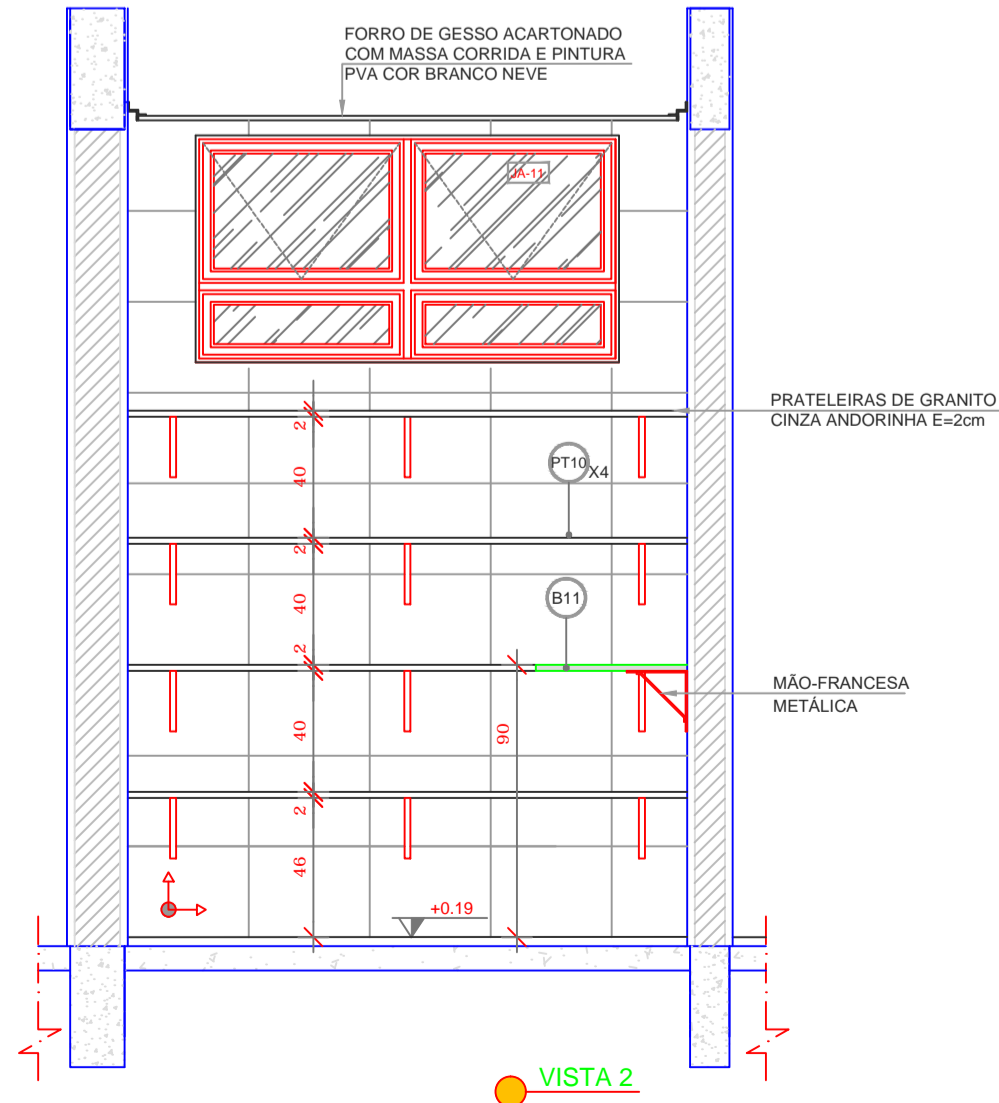 FORRO DE GESSO ACARTONADO
COM MASSA CORRIDA E PINTURA
PVA COR BRANCO NEVE
JA-11
PRATELEIRAS DE GRANITO
CINZA ANDORINHA E=2cm
2
PT10 X4
40
2
B11
40
2
MÃO-FRANCESA
METÁLICA
40
90
2
46
+0.19
VISTA 2